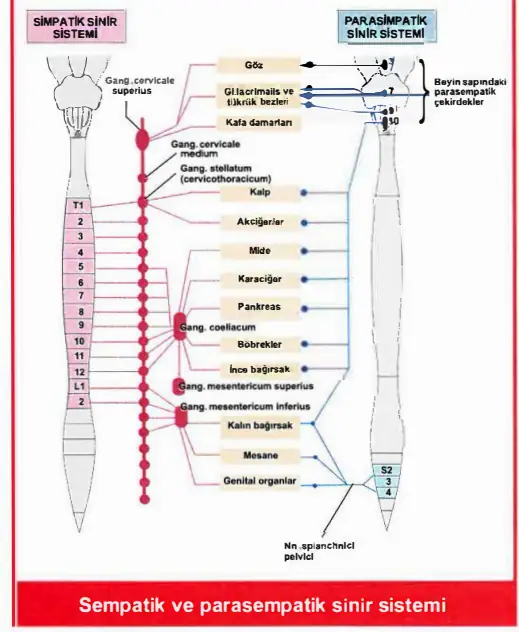 SİMPATİK SİNİR
SİSTEMİ
PARASİMPATİK
SİNİR SİSTEMİ
Göz
Gang.cervicale
superius
Gl.lacrimalis ve
tükrük bezleri
7
9
10
Beyin sapındaki
parasempatik
çekirdekler
Kafa damarları
Gang. cervicale
medium
Gang. stellatum
(cervicothoracicum)
Kalp
T1
2
3
4
5
6
7
8
9
10
11
12
L1
2
Akciğerler
Mide
Karaciğer
Pankreas
Gang. coeliacum
Böbrekler
İnce bağırsak
Gang. mesentericum superius
Gang. mesentericum inferius
Kalın bağırsak
Mesane
Genital organlar
S2
3
4
Nn.splanchnici
pelvici
Sempatik ve parasempatik sinir sistemi